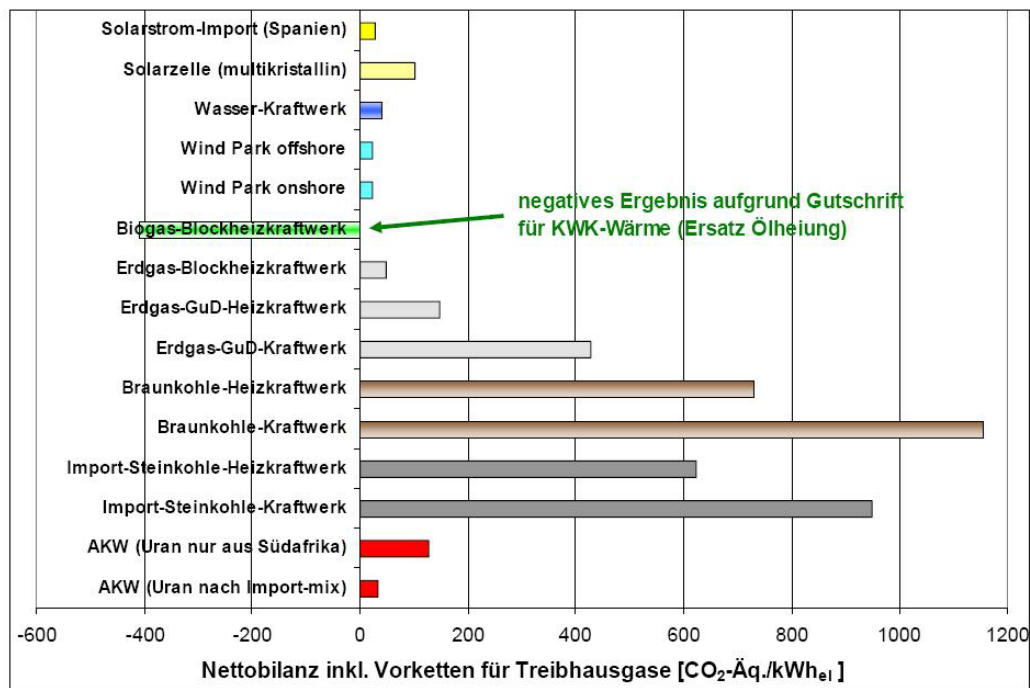 Solarstrom-Import (Spanien)
Solarzelle (multikristallin)
Wasser-Kraftwerk
Wind Park offshore
Wind Park onshore
negatives Ergebnis aufgrund Gutschrift
für KWK-Wärme (Ersatz Ölheiung)
Biogas-Blockheizkraftwerk
Erdgas-Blockheizkraftwerk
Erdgas-GuD-Heizkraftwerk
Erdgas-GuD-Kraftwerk
Braunkohle-Heizkraftwerk
Braunkohle-Kraftwerk
Import-Steinkohle-Heizkraftwerk
Import-Steinkohle-Kraftwerk
AKW (Uran nur aus Südafrika)
AKW (Uran nach Import-mix)
-600 -400 -200 0 200 400 600 800 1000 1200
Nettobilanz inkl. Vorketten für Treibhausgase [CO₂-Äq./kWhₑₗ ]